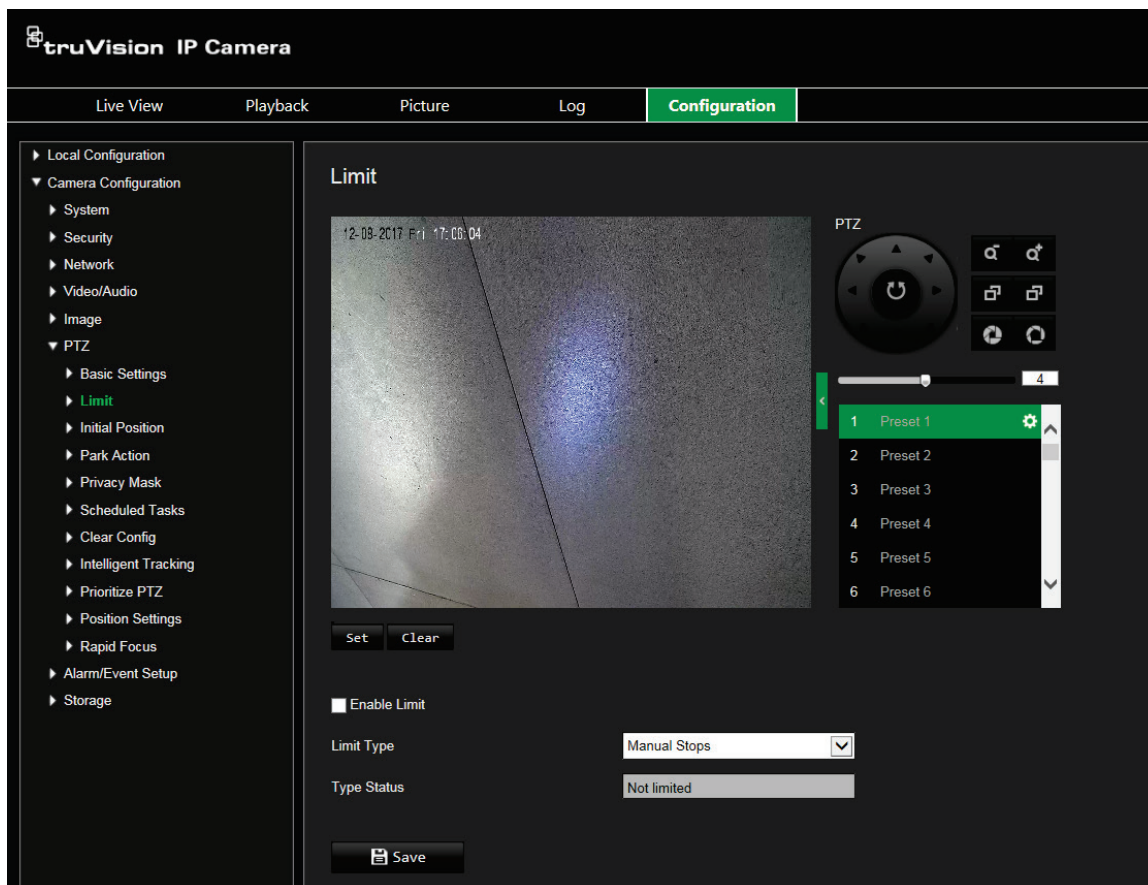 truVision IP Camera
Live View Playback Picture Log Configuration
Local Configuration
Camera Configuration
System
Security
Network
Video/Audio
Image
PTZ
Basic Settings
Limit
Initial Position
Park Action
Privacy Mask
Scheduled Tasks
Clear Config
Intelligent Tracking
Prioritize PTZ
Position Settings
Rapid Focus
Alarm/Event Setup
Storage
Limit
12-08-2017 Fri 17:06:04
PTZ
4
1 Preset 1
2 Preset 2
3 Preset 3
4 Preset 4
5 Preset 5
6 Preset 6
Set Clear
Enable Limit
Limit Type Manual Stops
Type Status Not limited
Save